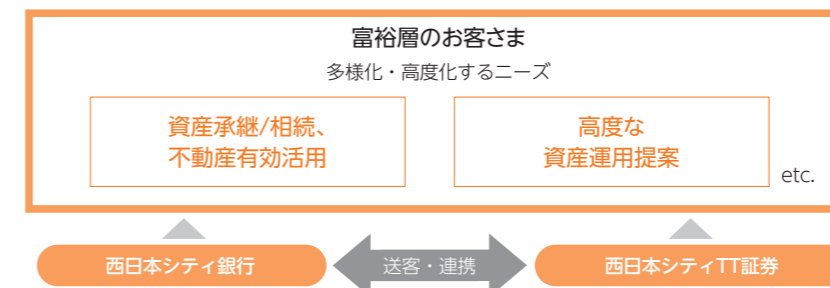 富裕層のお客さま
多様化・高度化するニーズ
資産承継/相続、
不動産有効活用
高度な
資産運用提案
etc.
西日本シティ銀行
送客・連携
西日本シティTT証券